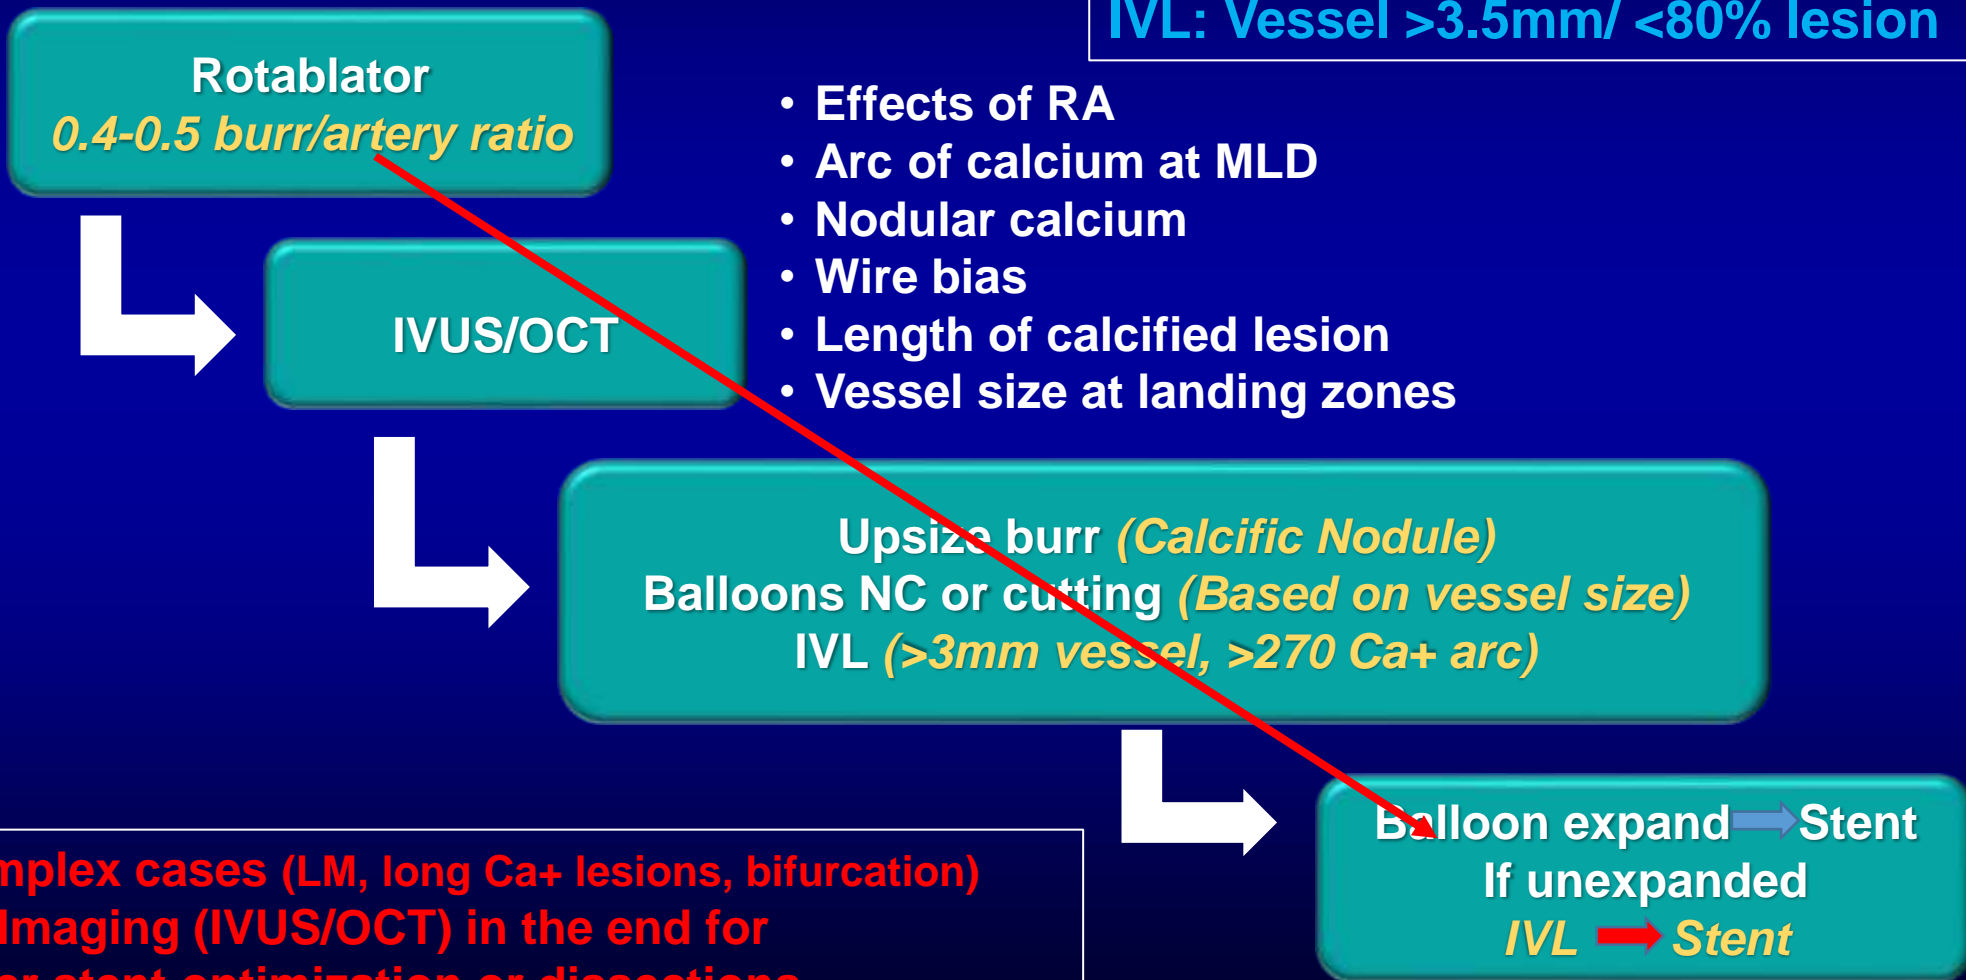 IVL: Vessel >3.5mm/ <80% lesion
Rotablator
0.4-0.5 burr/artery ratio
• Effects of RA
• Arc of calcium at MLD
• Nodular calcium
• Wire bias
• Length of calcified lesion
• Vessel size at landing zones
IVUS/OCT
Upsize burr (Calcific Nodule)
Balloons NC or cutting (Based on vessel size)
IVL (>3mm vessel, >270 Ca+ arc)
Balloon expand Stent
If unexpanded
IVL Stent
mplex cases (LM, long Ca+ lesions, bifurcation)
Imaging (IVUS/OCT) in the end for
stent optimization or dissections